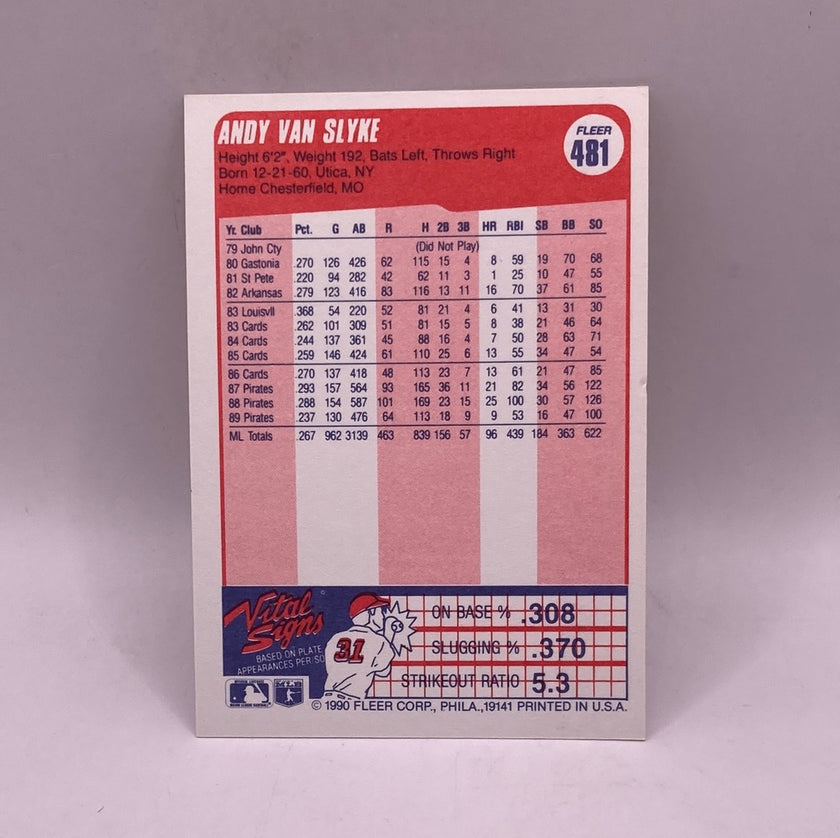 ANDY VAN SLYKE
FLEER
481
Height 6'2", Weight 192, Bats Left, Throws Right
Born 12-21-60, Utica, NY
Home Chesterfield, MO
Yr. Club Pct. G AB R H 2B 3B HR RBI SB BB SO
79 John Cty (Did Not Play)
80 Gastonia .270 126 426 62 115 15 4 8 59 19 70 68
81 St Pete .220 94 282 42 62 11 3 1 25 10 47 55
82 Arkansas .279 123 416 83 116 13 11 16 70 37 61 85
83 Louisvll .368 54 220 52 81 21 4 6 41 13 31 30
83 Cards .262 101 309 51 81 15 5 8 38 21 46 64
84 Cards .244 137 361 45 88 16 4 7 50 28 63 71
85 Cards .259 146 424 61 110 25 6 13 55 34 47 54
86 Cards .270 137 418 48 113 23 7 13 61 21 47 85
87 Pirates .293 157 564 93 165 36 11 21 82 34 56 122
88 Pirates .288 154 587 101 169 23 15 25 100 30 57 126
89 Pirates .237 130 476 64 113 18 9 9 53 16 47 100
ML Totals .267 962 3139 463 839 156 57 96 439 184 363 622
Vital Signs
BASED ON PLATE
APPEARANCES PER SO
31
ON BASE % .308
SLUGGING % .370
STRIKEOUT RATIO 5.3
© 1990 FLEER CORP., PHILA.,19141 PRINTED IN U.S.A.